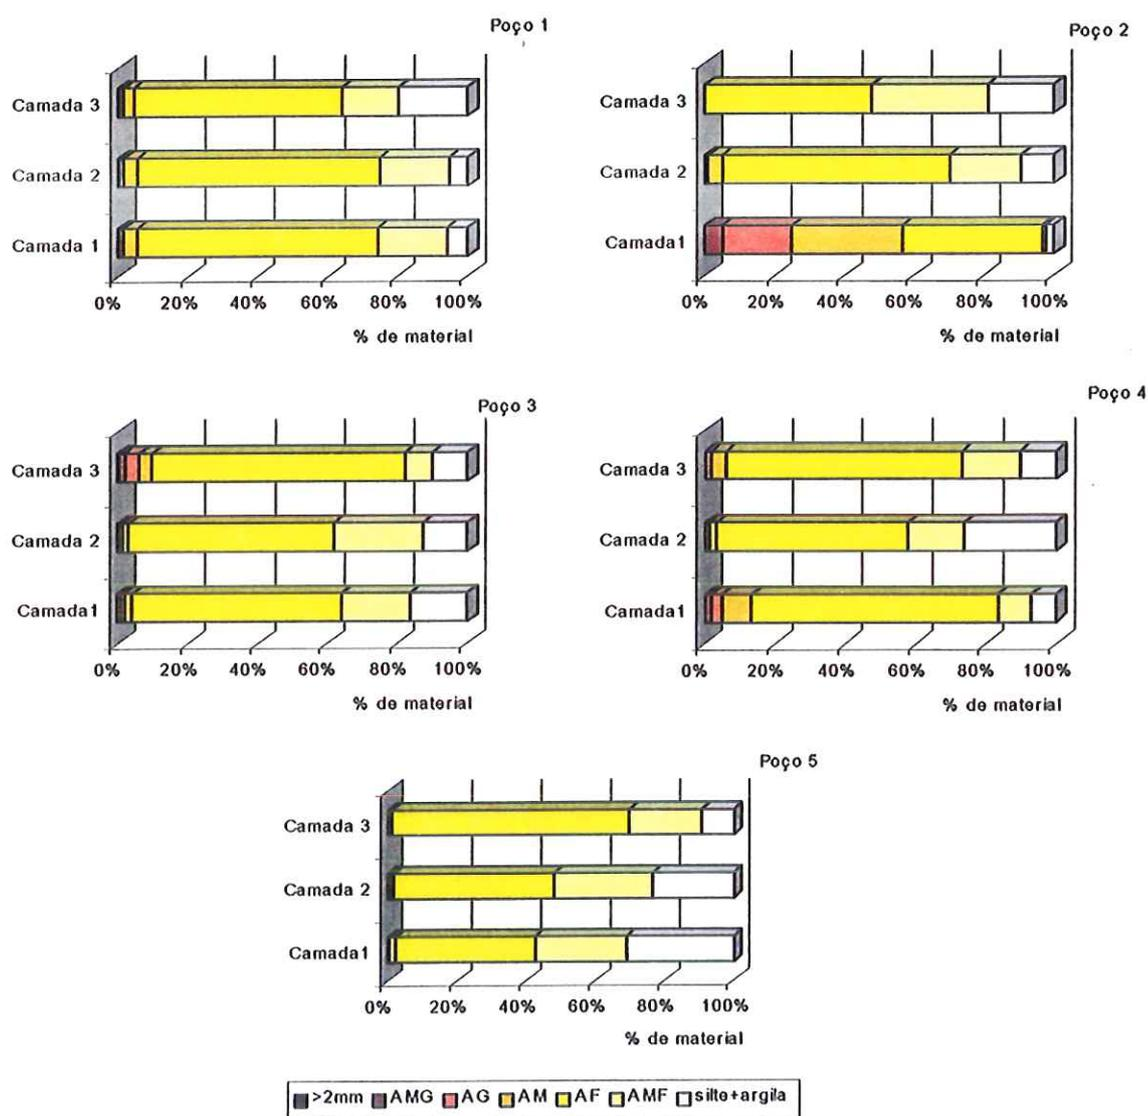 Poço 1
Camada 3
Camada 2
Camada 1
0% 20% 40% 60% 80% 100%
% de material
Poço 2
Camada 3
Camada 2
Camada1
0% 20% 40% 60% 80% 100%
% de material
Poço 3
Camada 3
Camada 2
Camada1
0% 20% 40% 60% 80% 100%
% de material
Poço 4
Camada 3
Camada 2
Camada1
0% 20% 40% 60% 80% 100%
% de material
Poço 5
Camada 3
Camada 2
Camada1
0% 20% 40% 60% 80% 100%
% de material
>2mm AMG AG AM AF AMF silte+argila